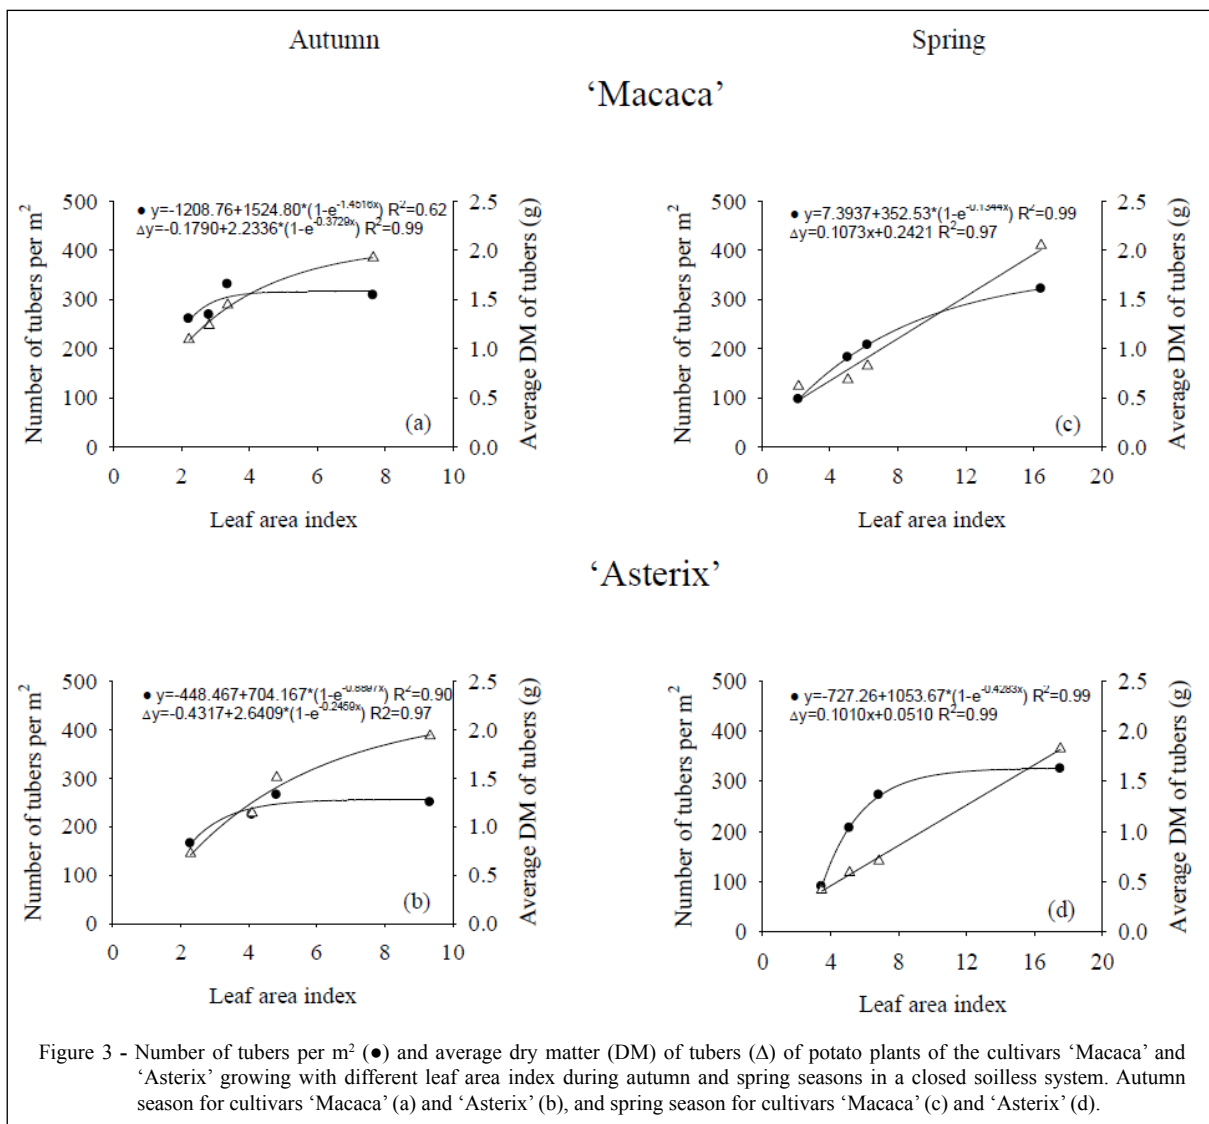 Autumn
Spring
‘Macaca’
Number of tubers per m²
500
400
300
200
100
0
● y=-1208.76+1524.80*(1-e^-1.4516x) R²=0.62
Δy=-0.1790+2.2336*(1-e^-0.3729x) R²=0.99
(a)
2.5
2.0
1.5
1.0
0.5
0.0
Average DM of tubers (g)
0 2 4 6 8 10
Leaf area index
Number of tubers per m²
500
400
300
200
100
0
● y=7.3937+352.53*(1-e^-0.1344x) R²=0.99
Δy=0.1073x+0.2421 R²=0.97
(c)
2.5
2.0
1.5
1.0
0.5
0.0
Average DM of tubers (g)
0 4 8 12 16 20
Leaf area index
‘Asterix’
Number of tubers per m²
500
400
300
200
100
0
● y=-448.467+704.167*(1-e^-0.8897x) R²=0.90
Δy=-0.4317+2.6409*(1-e^-0.2459x) R2=0.97
(b)
2.5
2.0
1.5
1.0
0.5
0.0
Average DM of tubers (g)
0 2 4 6 8 10
Leaf area index
Number of tubers per m²
500
400
300
200
100
0
● y=-727.26+1053.67*(1-e^-0.4283x) R²=0.99
Δy=0.1010x+0.0510 R²=0.99
(d)
2.5
2.0
1.5
1.0
0.5
0.0
Average DM of tubers (g)
0 4 8 12 16 20
Leaf area index
Figure 3 - Number of tubers per m² (●) and average dry matter (DM) of tubers (Δ) of potato plants of the cultivars ‘Macaca’ and
‘Asterix’ growing with different leaf area index during autumn and spring seasons in a closed soilless system. Autumn
season for cultivars ‘Macaca’ (a) and ‘Asterix’ (b), and spring season for cultivars ‘Macaca’ (c) and ‘Asterix’ (d).